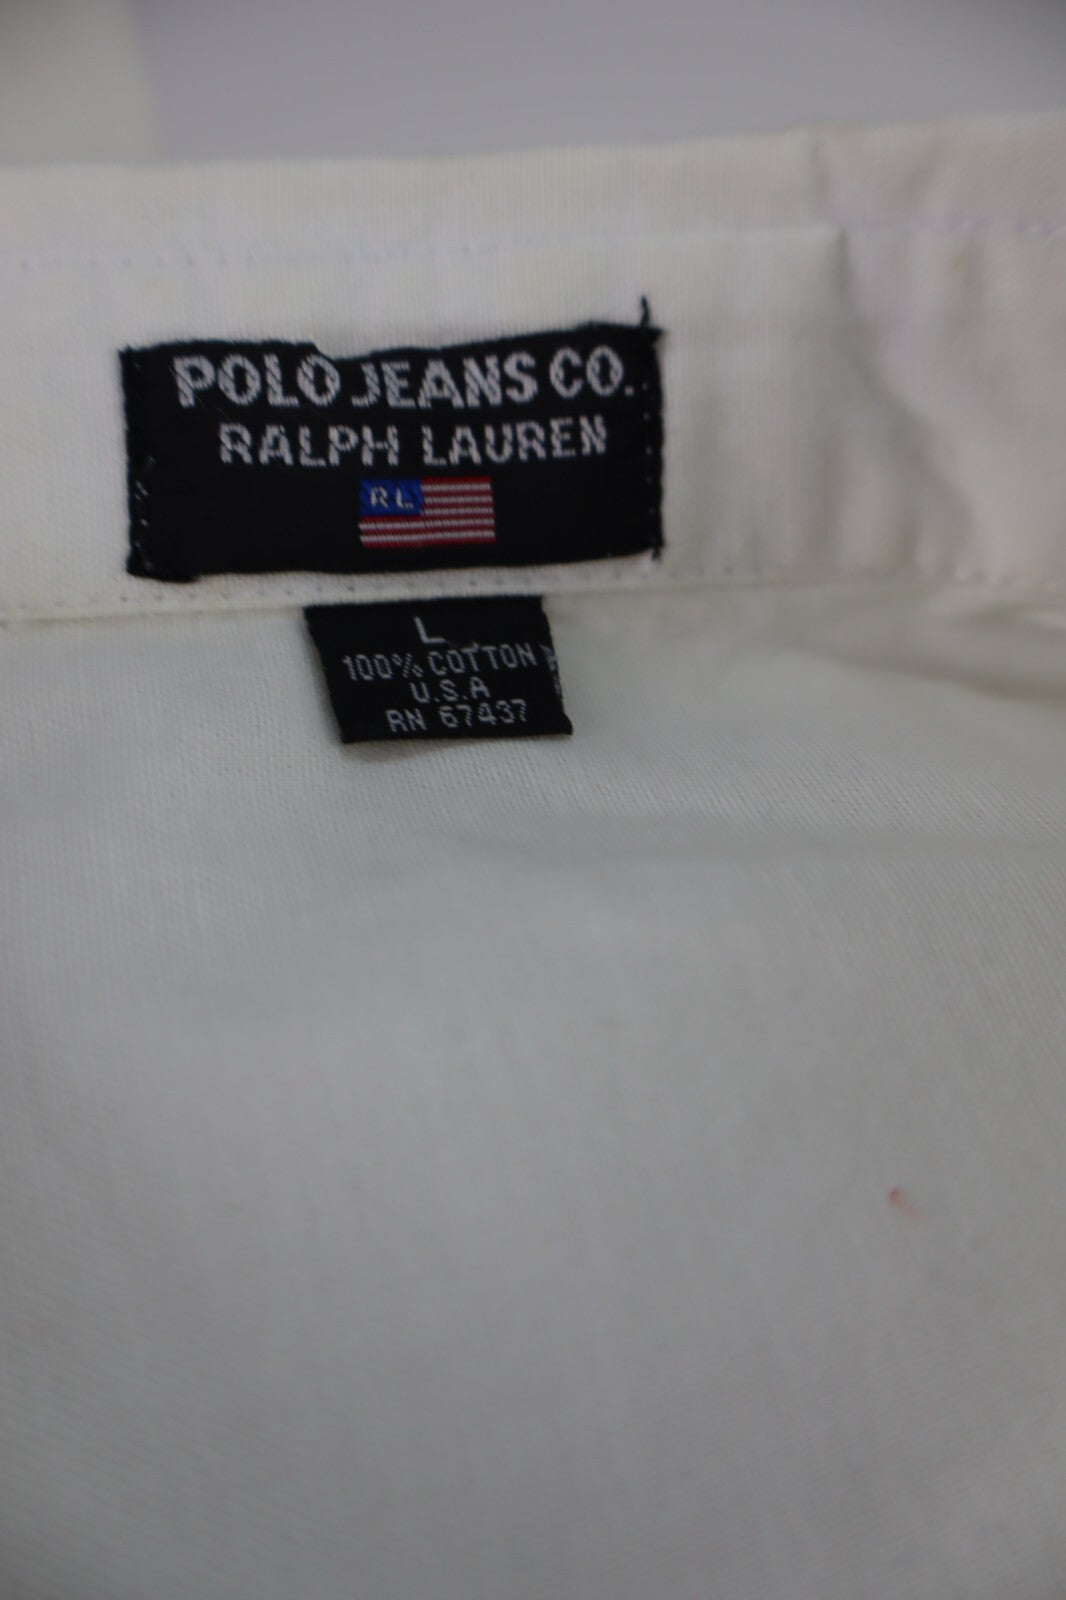 POLO JEANS CO.
RALPH LAUREN
RL
L
100% COTTON
U.S.A
RN 67437